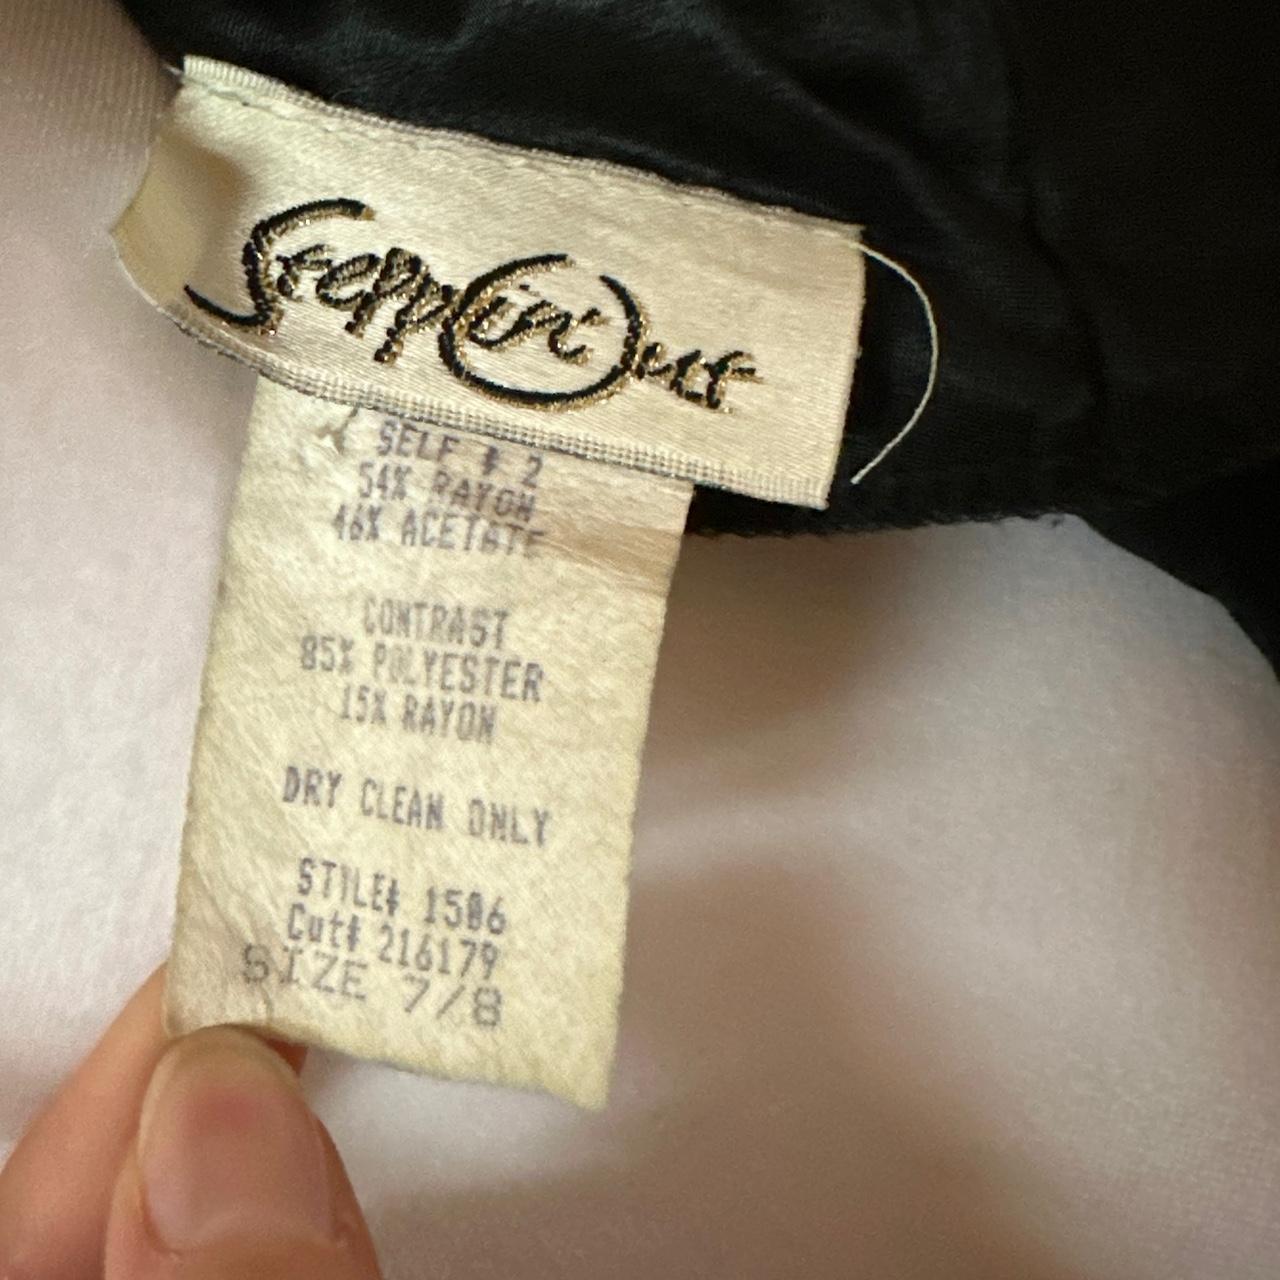 Steppin' Out
SELF # 2
54% RAYON
46% ACETATE
CONTRAST
85% POLYESTER
15% RAYON
DRY CLEAN ONLY
STYLE# 1506
Cut# 216179
SIZE 7/8